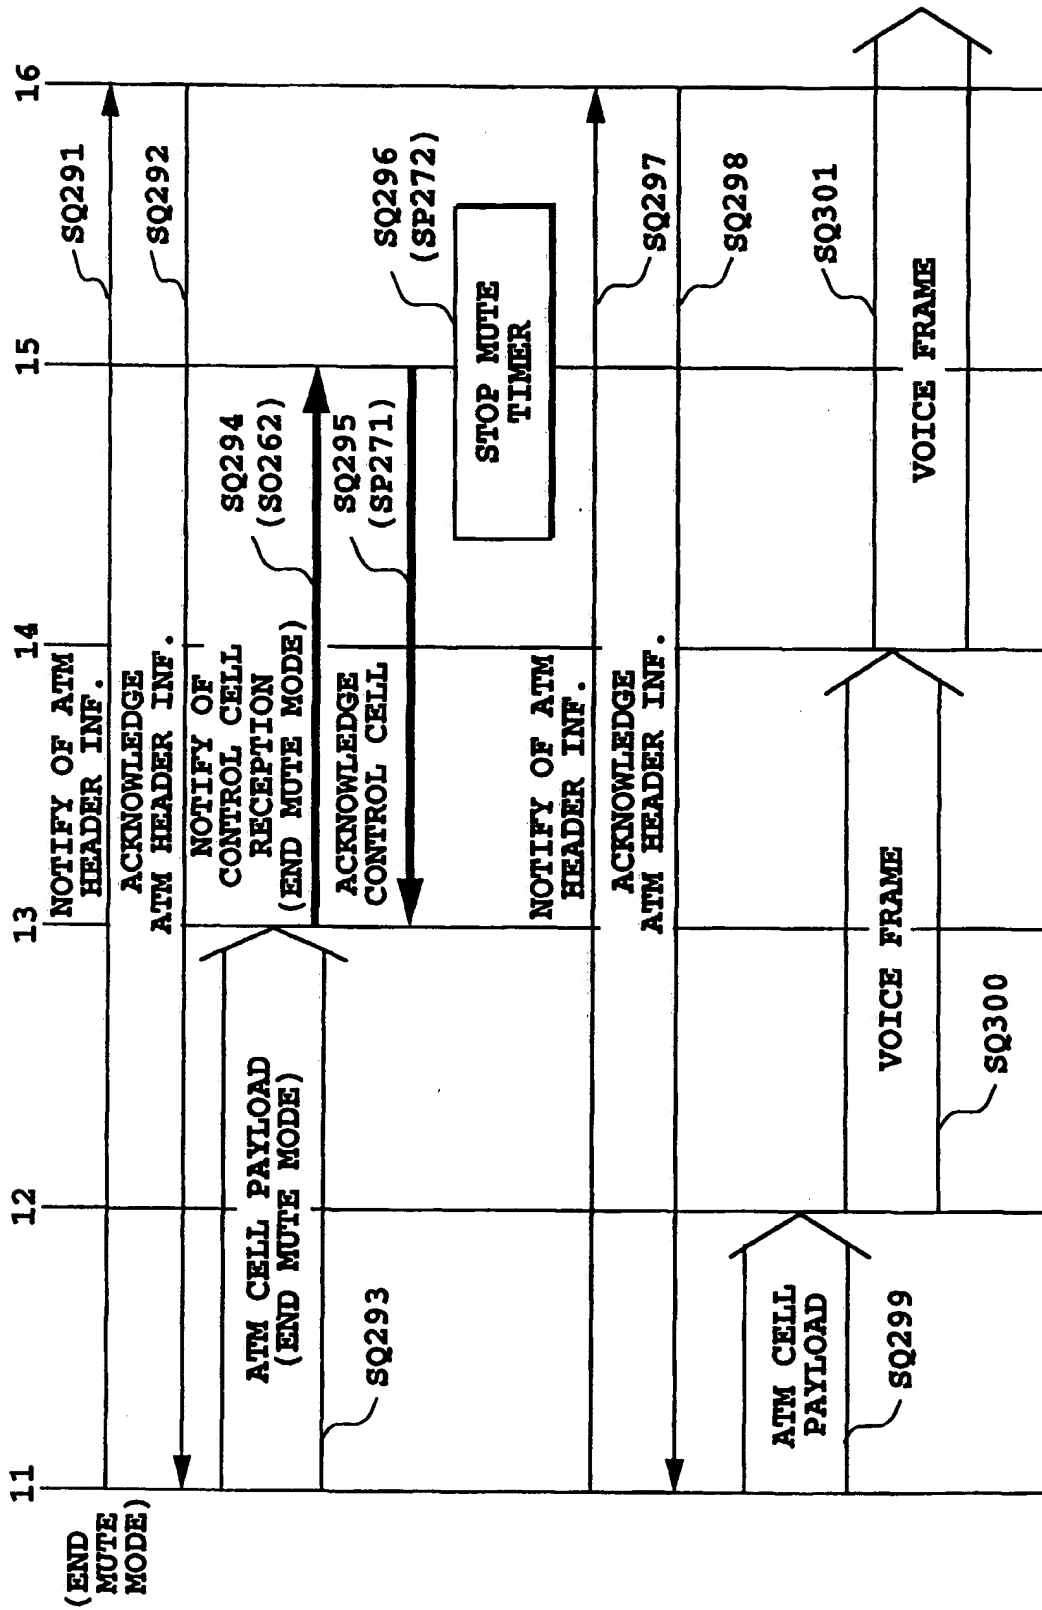 (END
MUTE
MODE)
11
12
13
14
15
16
NOTIFY OF ATM
HEADER INF.
SQ291
ACKNOWLEDGE
ATM HEADER INF.
SQ292
ATM CELL PAYLOAD
(END MUTE MODE)
SQ293
NOTIFY OF
CONTROL CELL
RECEPTION
(END MUTE MODE)
SQ294
(SO262)
ACKNOWLEDGE
CONTROL CELL
SQ295
(SP271)
STOP MUTE
TIMER
SQ296
(SP272)
NOTIFY OF ATM
HEADER INF.
SQ297
ACKNOWLEDGE
ATM HEADER INF.
SQ298
ATM CELL
PAYLOAD
SQ299
VOICE FRAME
SQ300
VOICE FRAME
SQ301